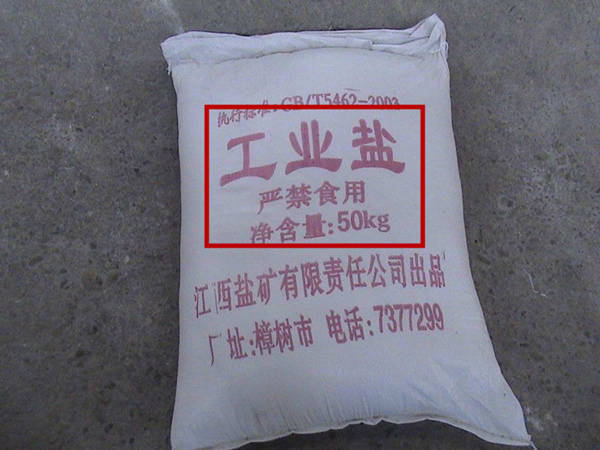 执行标准:GB/T5462-2003
工业盐
严禁食用
净含量:50kg
江西盐矿有限责任公司出品
厂址:樟树市 电话:7377299